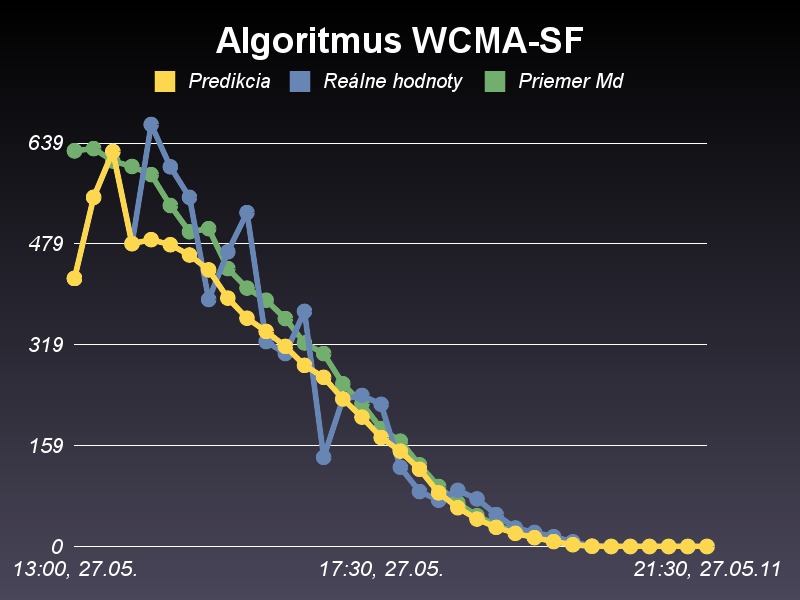 Algoritmus WCMA-SF
Predikcia Reálne hodnoty Priemer Md
639
479
319
159
0
13:00, 27.05. 17:30, 27.05. 21:30, 27.05.11